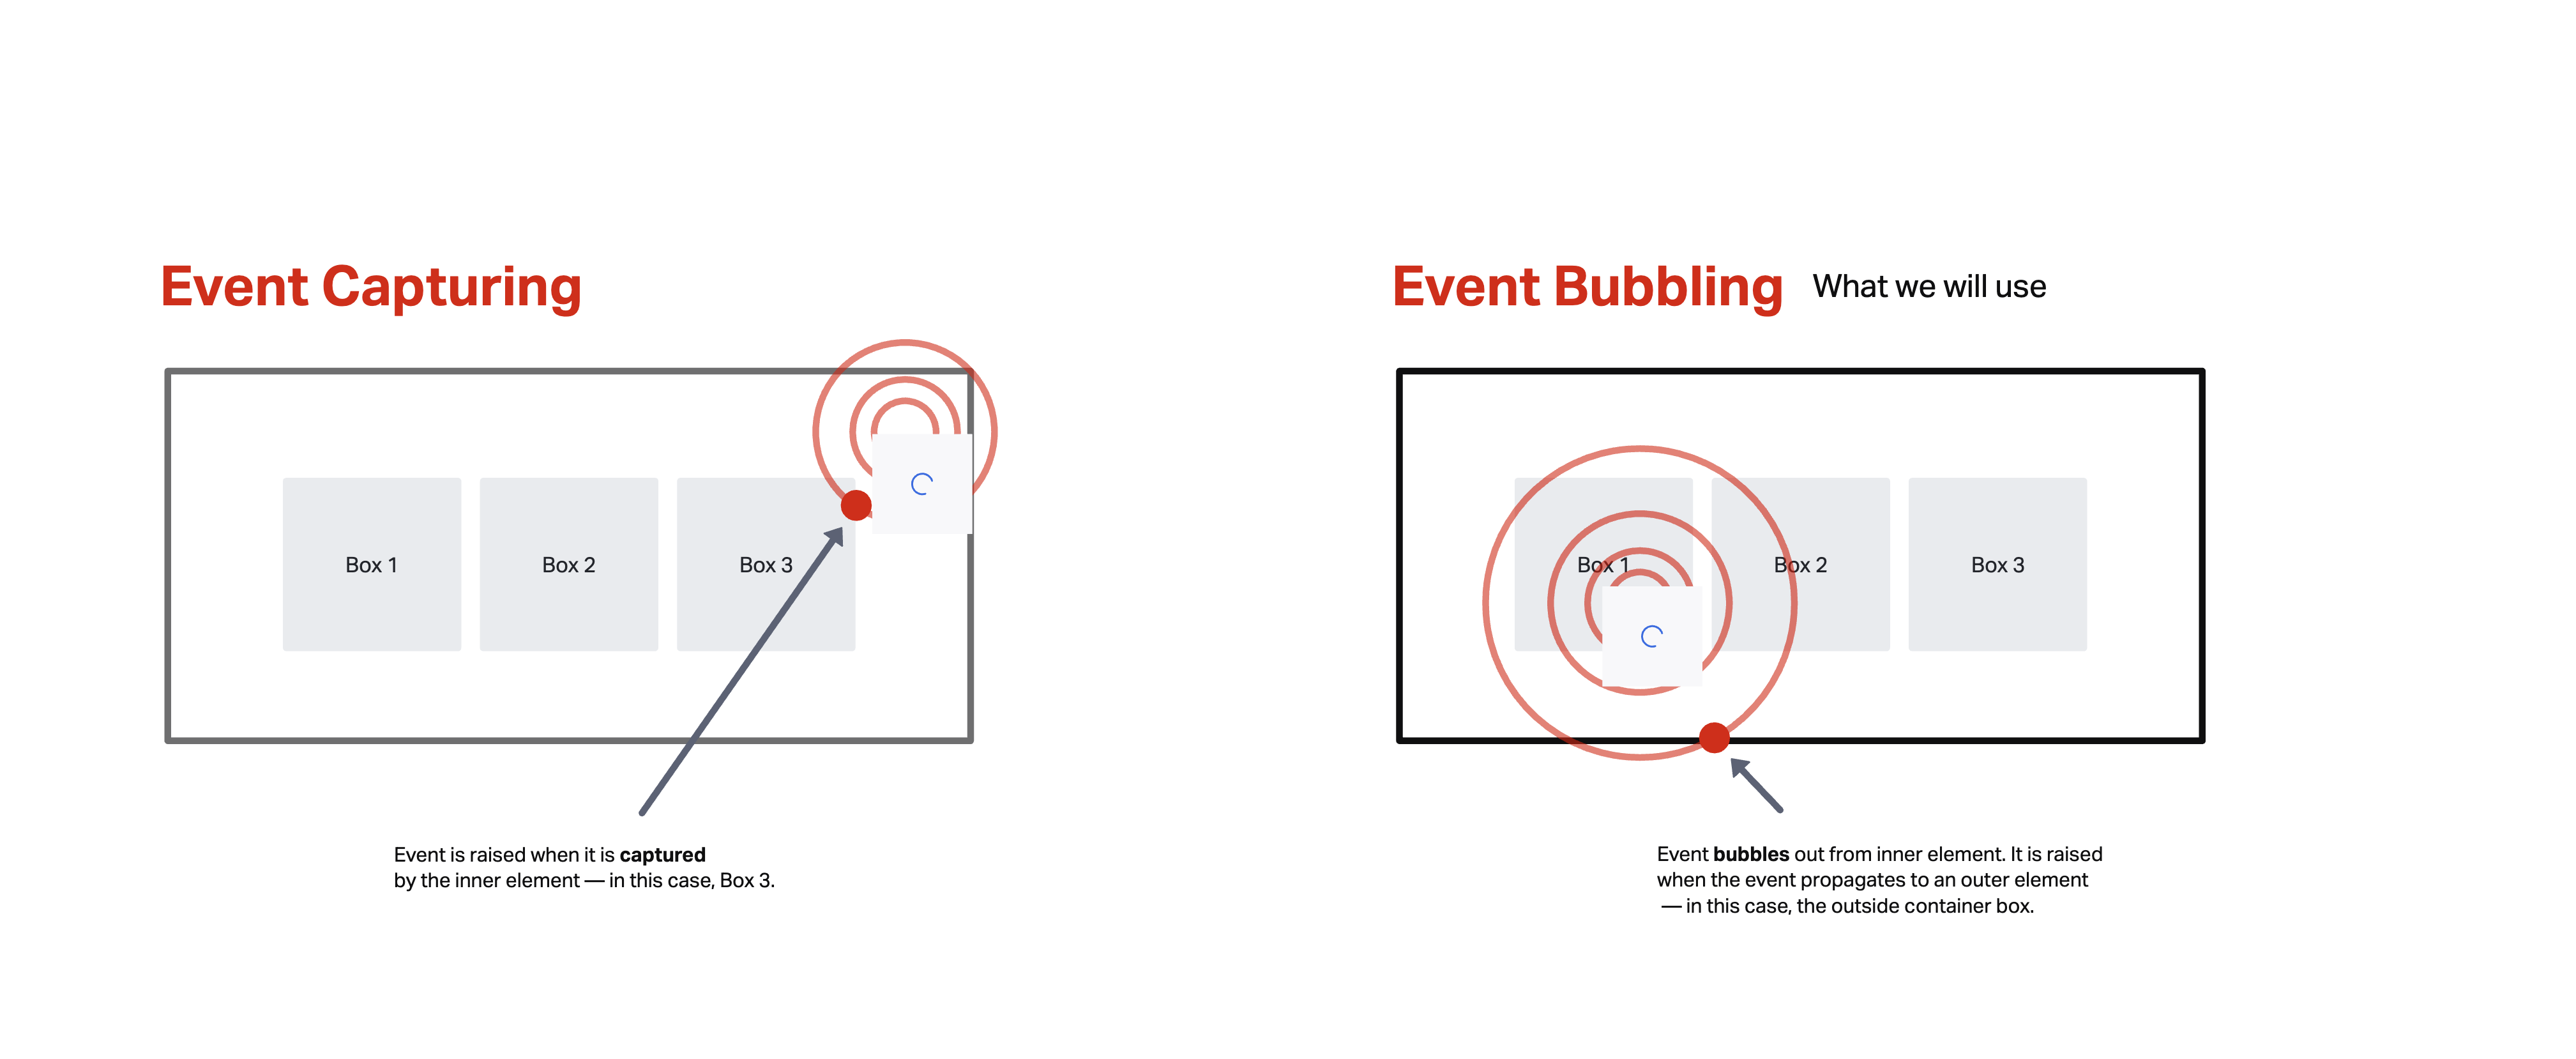 Event Capturing
Box 1
Box 2
Box 3
Event is raised when it is captured
by the inner element — in this case, Box 3.
Event Bubbling
What we will use
Box 1
Box 2
Box 3
Event bubbles out from inner element. It is raised
when the event propagates to an outer element
— in this case, the outside container box.